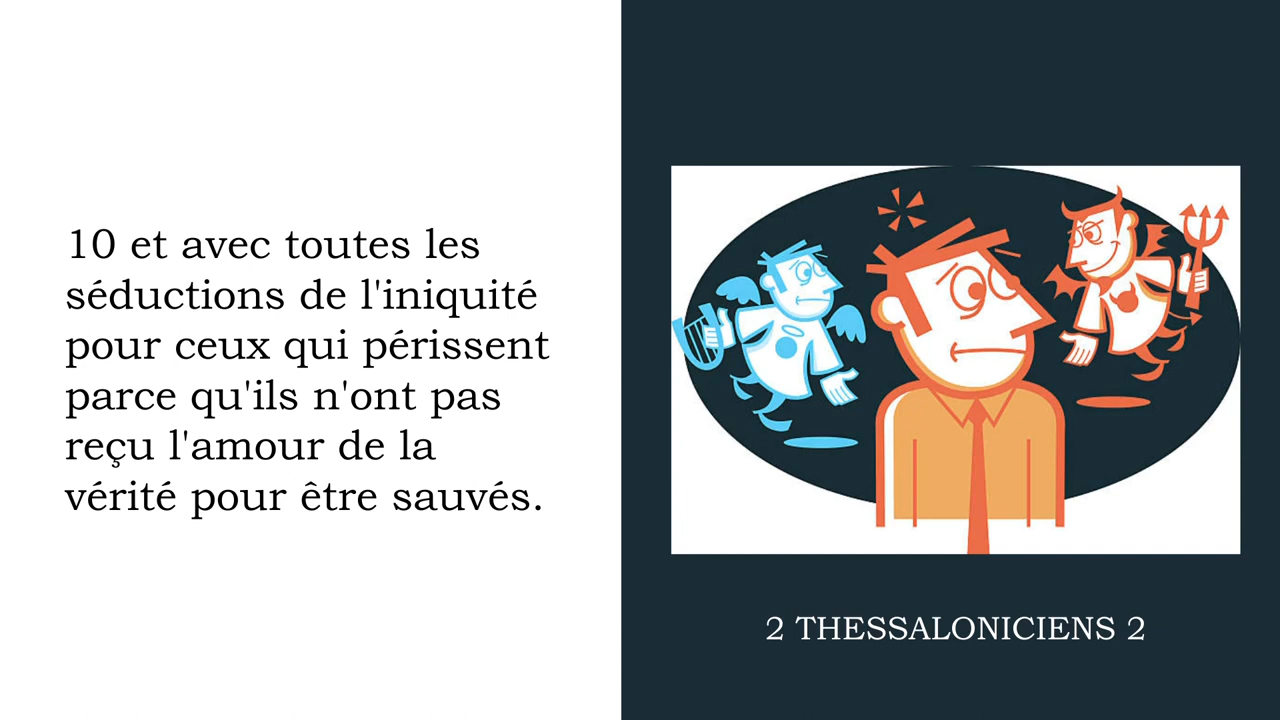 10 et avec toutes les
séductions de l'iniquité
pour ceux qui périssent
parce qu'ils n'ont pas
reçu l'amour de la
vérité pour être sauvés.
2 THESSALONICIENS 2